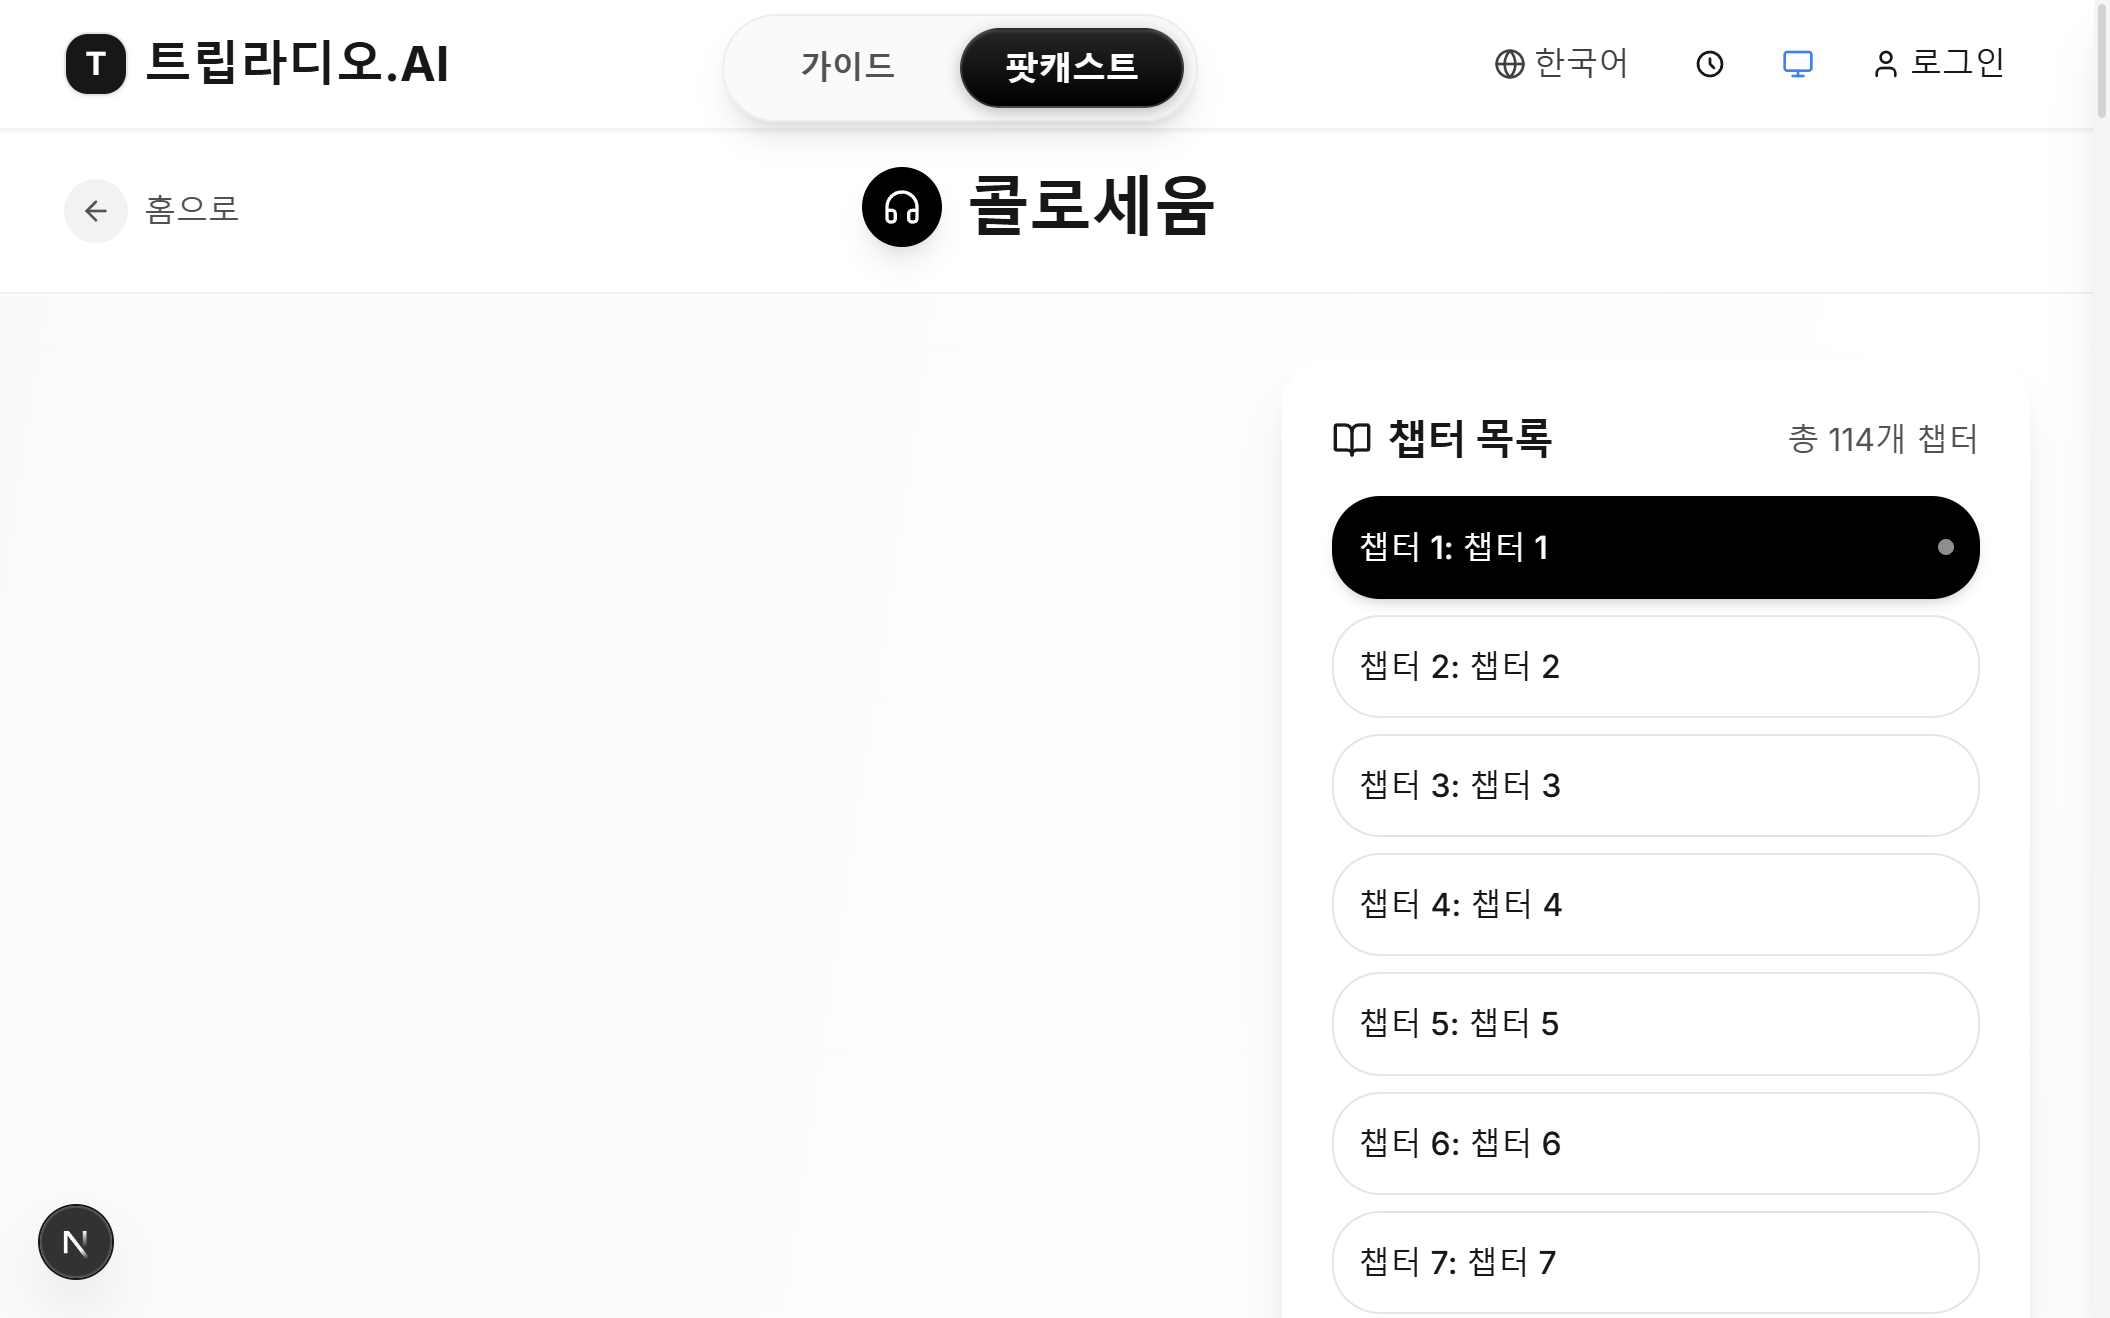 T 트립라디오.AI
가이드
팟캐스트
한국어
로그인
홈으로
콜로세움
챕터 목록
총 114개 챕터
챕터 1: 챕터 1
챕터 2: 챕터 2
챕터 3: 챕터 3
챕터 4: 챕터 4
챕터 5: 챕터 5
챕터 6: 챕터 6
챕터 7: 챕터 7
N